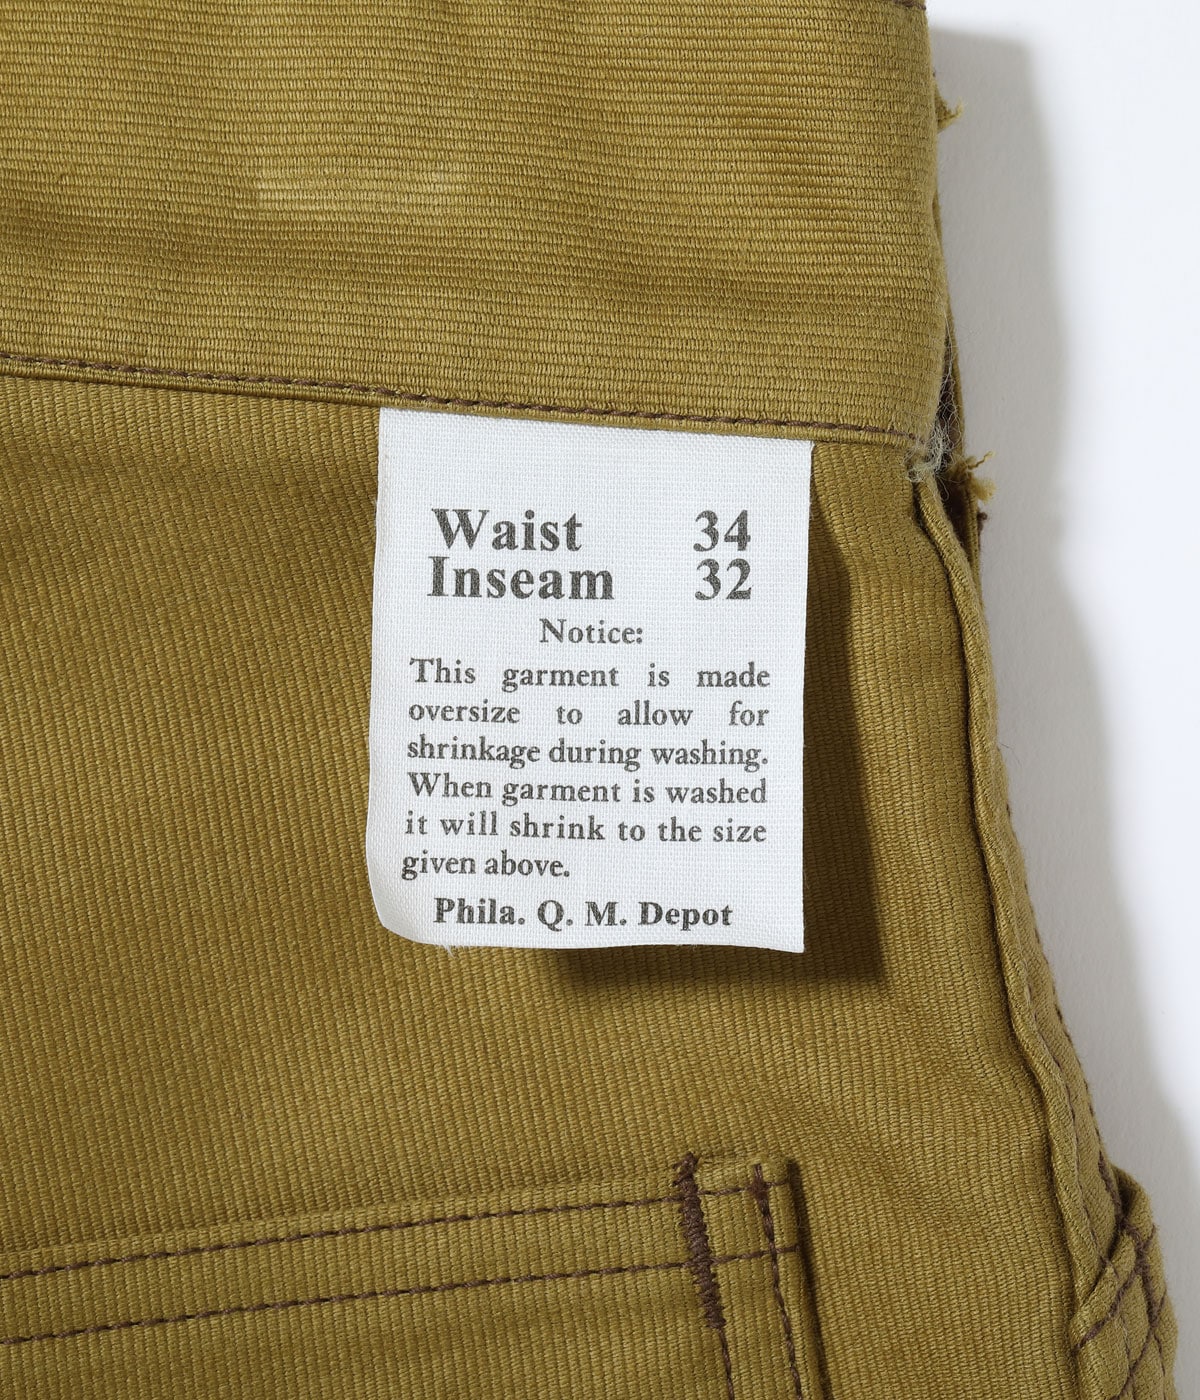 Waist 34
Inseam 32
Notice:
This garment is made
oversize to allow for
shrinkage during washing.
When garment is washed
it will shrink to the size
given above.
Phila. Q. M. Depot